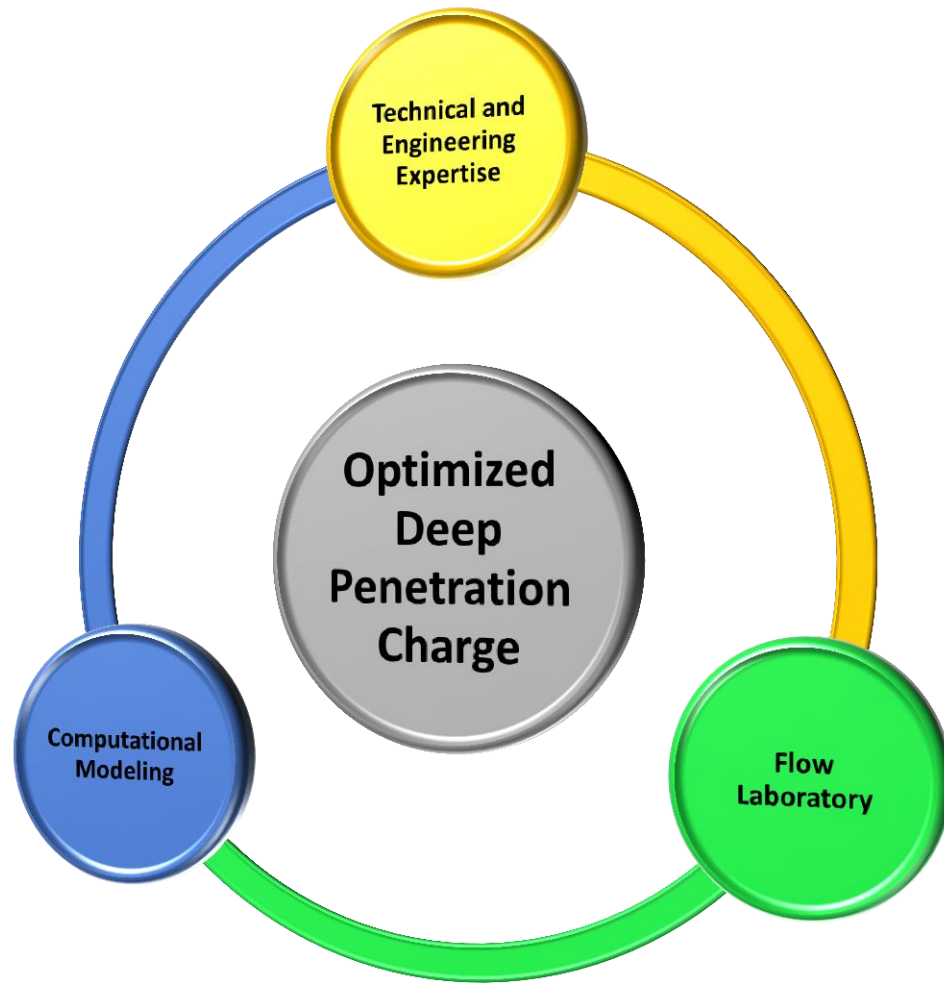 Technical and
Engineering
Expertise
Optimized
Deep
Penetration
Charge
Computational
Modeling
Flow
Laboratory